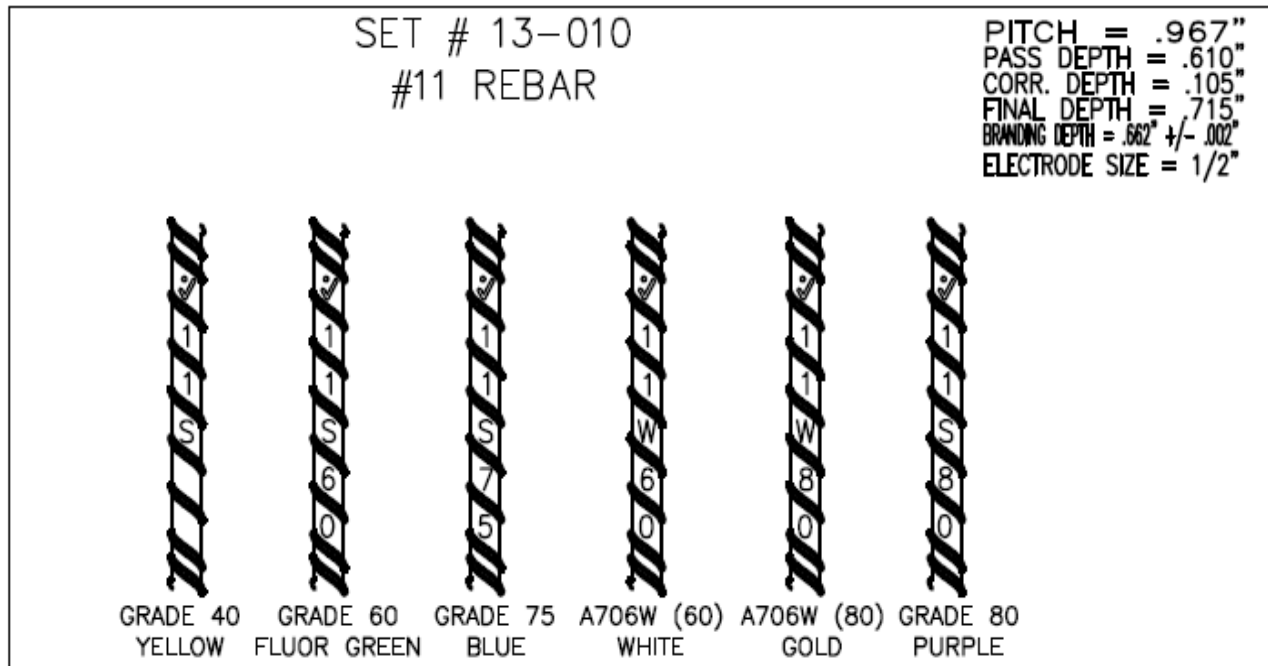 SET # 13-010
#11 REBAR
PITCH = .967"
PASS DEPTH = .610"
CORR. DEPTH = .105"
FINAL DEPTH = .715"
BRANDING DEPTH = .662" +/- .002"
ELECTRODE SIZE = 1/2"
J 1 1 S
J 1 1 S 6 0
J 1 1 S 7 5
J 1 1 W 6 0
J 1 1 W 8 0
J 1 1 S 8 0
GRADE 40 GRADE 60 GRADE 75 A706W (60) A706W (80) GRADE 80
YELLOW FLUOR GREEN BLUE WHITE GOLD PURPLE